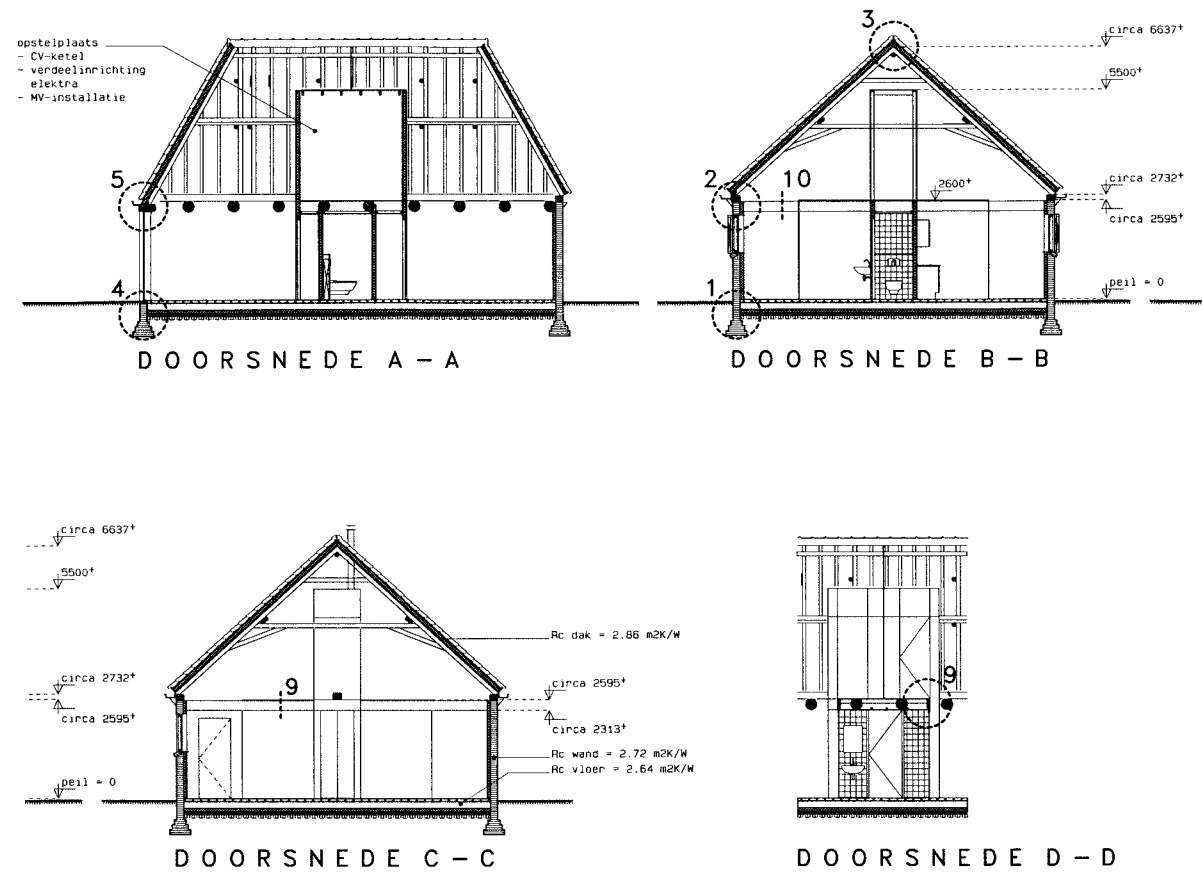 opstelplaats
- CV-ketel
- verdeelinrichting
elektra
- MV-installatie
5
4
DOORSNEDE A-A
3
circa 6637+
5500+
2
10
2600+
circa 2732+
circa 2595+
1
peil = 0
DOORSNEDE B-B
circa 6637+
5500+
circa 2732+
circa 2595+
peil = 0
9
Rc dak = 2.86 m2K/W
circa 2595+
circa 2313+
Rc wand = 2.72 m2K/W
Rc vloer = 2.64 m2K/W
DOORSNEDE C-C
9
DOORSNEDE D-D